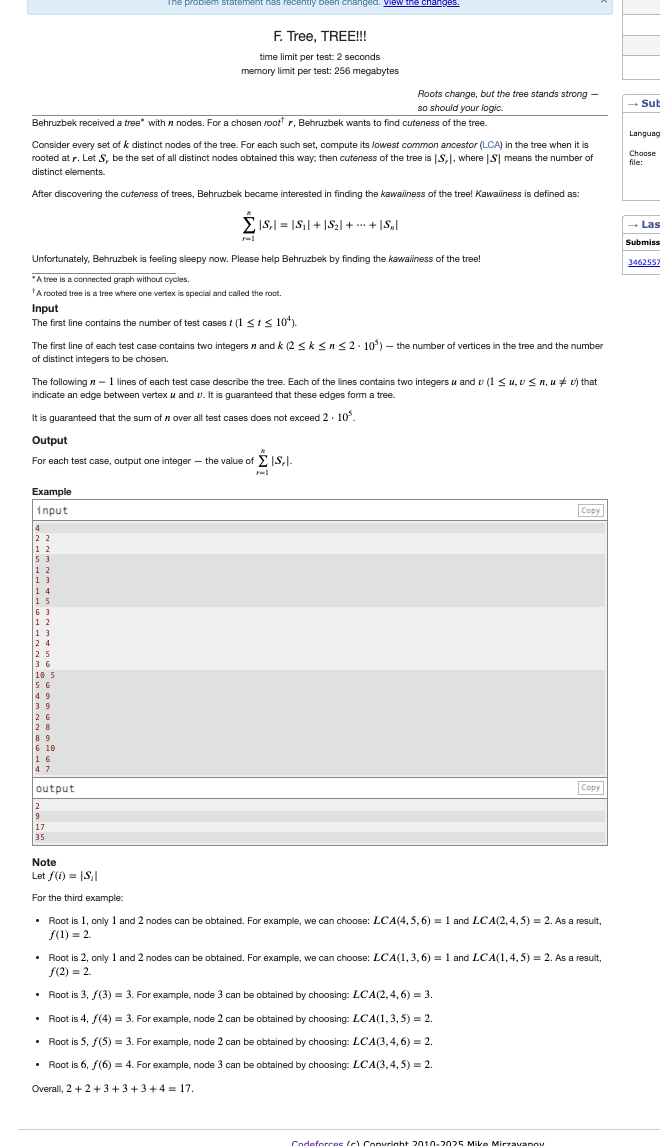 The problem statement has recently been changed. View the changes.
×
F. Tree, TREE!!!
time limit per test: 2 seconds
memory limit per test: 256 megabytes
Roots change, but the tree stands strong —
so should your logic.
Behruzbek received a tree* with n nodes. For a chosen root† r, Behruzbek wants to find cuteness of the tree.
Consider every set of k distinct nodes of the tree. For each such set, compute its lowest common ancestor (LCA) in the tree when it is
rooted at r. Let S_r be the set of all distinct nodes obtained this way; then cuteness of the tree is |S_r|, where |S| means the number of
distinct elements.
After discovering the cuteness of trees, Behruzbek became interested in finding the kawaiiness of the tree! Kawaiiness is defined as:
n
∑ |S_r| = |S_1| + |S_2| + ⋯ + |S_n|
r=1
Unfortunately, Behruzbek is feeling sleepy now. Please help Behruzbek by finding the kawaiiness of the tree!
* A tree is a connected graph without cycles.
† A rooted tree is a tree where one vertex is special and called the root.
Input
The first line contains the number of test cases t (1 ≤ t ≤ 10^4).
The first line of each test case contains two integers n and k (2 ≤ k ≤ n ≤ 2 · 10^5) — the number of vertices in the tree and the number
of distinct integers to be chosen.
The following n − 1 lines of each test case describe the tree. Each of the lines contains two integers u and v (1 ≤ u, v ≤ n, u ≠ v) that
indicate an edge between vertex u and v. It is guaranteed that these edges form a tree.
It is guaranteed that the sum of n over all test cases does not exceed 2 · 10^5.
Output
For each test case, output one integer — the value of ∑_{r=1}^{n} |S_r|.
Example
input
Copy
4
2 2
1 2
5 3
1 2
1 3
1 4
1 5
6 3
1 2
1 3
2 4
2 5
3 6
10 5
5 6
4 9
3 9
2 6
2 8
8 9
6 10
1 6
4 7
output
Copy
2
9
17
35
Note
Let f(i) = |S_i|
For the third example:
• Root is 1, only 1 and 2 nodes can be obtained. For example, we can choose: LCA(4, 5, 6) = 1 and LCA(2, 4, 5) = 2. As a result,
f(1) = 2.
• Root is 2, only 1 and 2 nodes can be obtained. For example, we can choose: LCA(1, 3, 6) = 1 and LCA(1, 4, 5) = 2. As a result,
f(2) = 2.
• Root is 3, f(3) = 3. For example, node 3 can be obtained by choosing: LCA(2, 4, 6) = 3.
• Root is 4, f(4) = 3. For example, node 2 can be obtained by choosing: LCA(1, 3, 5) = 2.
• Root is 5, f(5) = 3. For example, node 2 can be obtained by choosing: LCA(3, 4, 6) = 2.
• Root is 6, f(6) = 4. For example, node 3 can be obtained by choosing: LCA(3, 4, 5) = 2.
Overall, 2 + 2 + 3 + 3 + 3 + 4 = 17.
→ Sub
Languag
Choose
file:
→ Las
Submiss
3462557
Codeforces (c) Copyright 2010-2025 Mike Mirzayanov